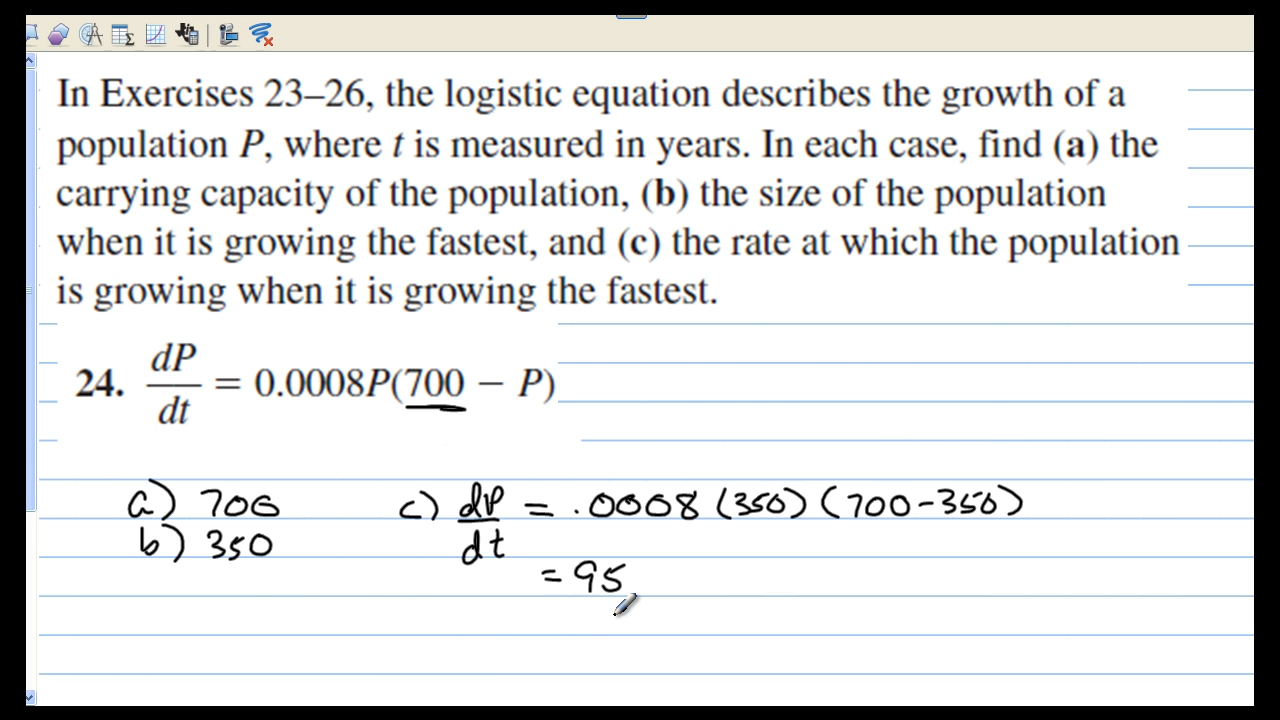 In Exercises 23–26, the logistic equation describes the growth of a
population P, where t is measured in years. In each case, find (a) the
carrying capacity of the population, (b) the size of the population
when it is growing the fastest, and (c) the rate at which the population
is growing when it is growing the fastest.
24. dP/dt = 0.0008P(700 − P)
a) 700
b) 350
c) dP/dt = .0008 (350) (700-350)
= 95